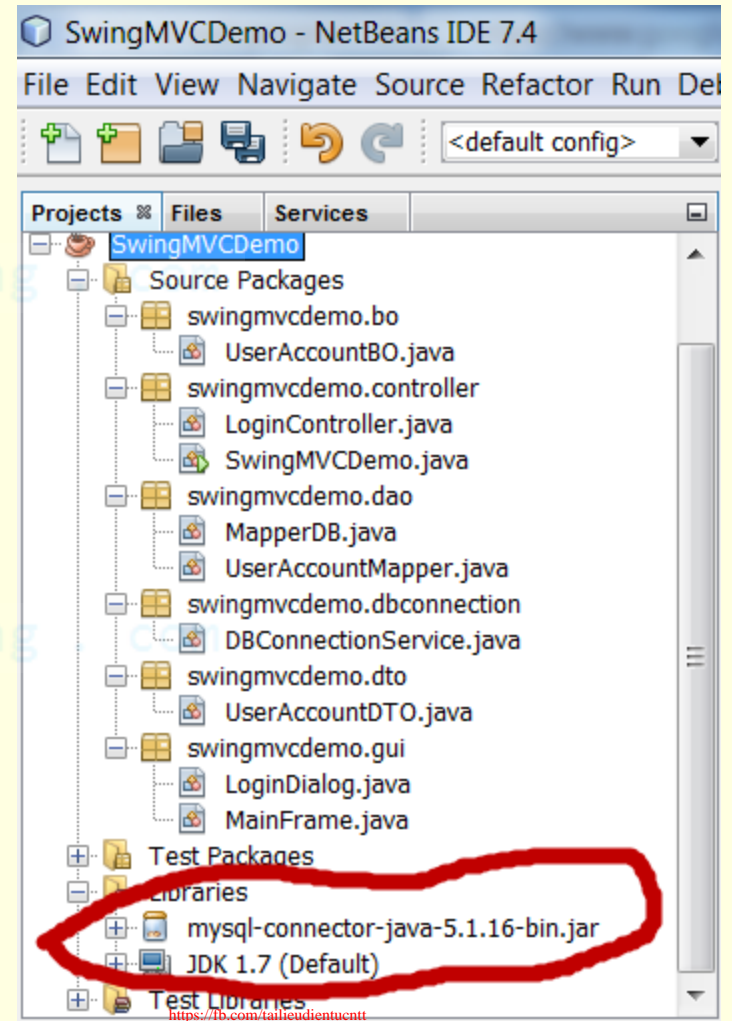 SwingMVCDemo - NetBeans IDE 7.4
File Edit View Navigate Source Refactor Run
<default config>
Projects Files Services
SwingMVCDemo
Source Packages
swingmvcdemo.bo
UserAccountBO.java
swingmvcdemo.controller
LoginController.java
SwingMVCDemo.java
swingmvcdemo.dao
MapperDB.java
UserAccountMapper.java
swingmvcdemo.dbconnection
DBConnectionService.java
swingmvcdemo.dto
UserAccountDTO.java
swingmvcdemo.gui
LoginDialog.java
MainFrame.java
Test Packages
Libraries
mysql-connector-java-5.1.16-bin.jar
JDK 1.7 (Default)
Test Libraries
https://fb.com/tailieudientucntt